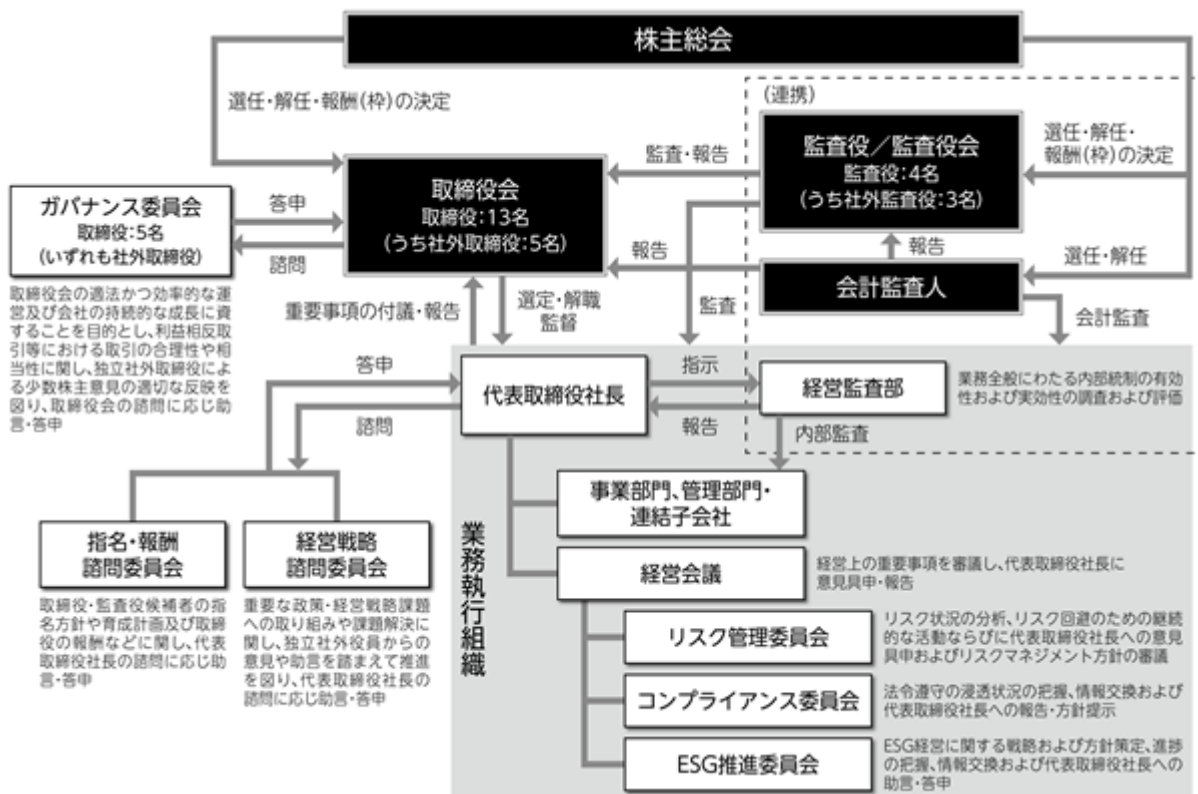 株主総会
選任・解任・報酬(枠)の決定
(連携)
監査役／監査役会
監査役:4名
(うち社外監査役:3名)
選任・解任・
報酬(枠)の決定
監査・報告
取締役会
取締役:13名
(うち社外取締役:5名)
ガバナンス委員会
取締役:5名
(いずれも社外取締役)
答申
諮問
報告
報告
会計監査人
選任・解任
取締役会の適法かつ効率的な運
営及び会社の持続的な成長に資
することを目的とし、利益相反取
引等における取引の合理性や相
当性に関し、独立社外取締役によ
る少数株主意見の適切な反映を
図り、取締役会の諮問に応じ助
言・答申
重要事項の付議・報告
選定・解職
監督
監査
会計監査
答申
諮問
代表取締役社長
指示
報告
経営監査部
業務全般にわたる内部統制の有効
性および実効性の調査および評価
内部監査
事業部門、管理部門・
連結子会社
業務執行組織
経営会議
経営上の重要事項を審議し、代表取締役社長に
意見具申・報告
指名・報酬
諮問委員会
取締役・監査役候補者の指
名方針や育成計画及び取締
役の報酬などに関し、代表
取締役社長の諮問に応じ助
言・答申
経営戦略
諮問委員会
重要な政策・経営戦略課題
への取り組みや課題解決に
関し、独立社外役員からの
意見や助言を踏まえて推進
を図り、代表取締役社長の
諮問に応じ助言・答申
リスク管理委員会
リスク状況の分析、リスク回避のための継続
的な活動ならびに代表取締役社長への意見
具申およびリスクマネジメント方針の審議
コンプライアンス委員会
法令遵守の浸透状況の把握、情報交換および
代表取締役社長への報告・方針提示
ESG推進委員会
ESG経営に関する戦略および方針策定、進捗
の把握、情報交換および代表取締役社長への
助言・答申